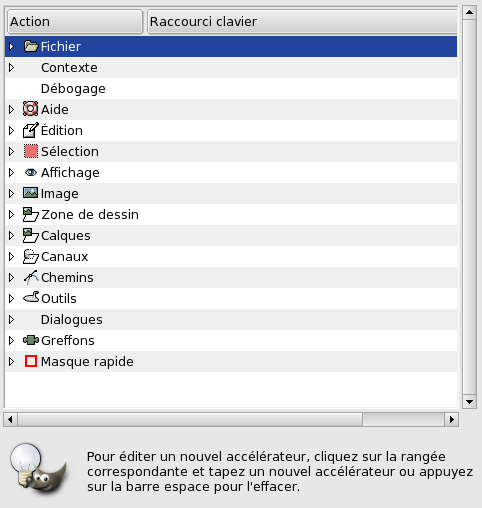 Action Raccourci clavier
Fichier
Contexte
Débogage
Aide
Édition
Sélection
Affichage
Image
Zone de dessin
Calques
Canaux
Chemins
Outils
Dialogues
Greffons
Masque rapide
Pour éditer un nouvel accélérateur, cliquez sur la rangée
correspondante et tapez un nouvel accélérateur ou appuyez
sur la barre espace pour l'effacer.